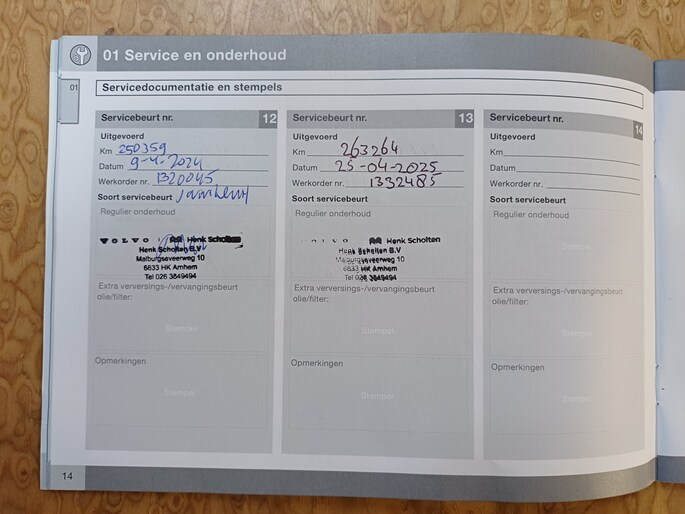 01 Service en onderhoud
01
Servicedocumentatie en stempels
Servicebeurt nr. 12
Uitgevoerd
Km 250359
Datum 9-4-2024
Werkorder nr. 1320045
Soort servicebeurt
Regulier onderhoud
VOLVO Henk Scholten
Henk Scholten B.V
Malburgseveerweg 10
6833 HK Arnhem
Tel 026 3849494
Extra verversings-/vervangingsbeurt
olie/filter:
Stempel
Opmerkingen
Stempel
Servicebeurt nr. 13
Uitgevoerd
Km 263264
Datum 25-04-2025
Werkorder nr. 1332485
Soort servicebeurt
Regulier onderhoud
VOLVO Henk Scholten
Henk Scholten B.V
Malburgseveerweg 10
6833 HK Arnhem
Tel 026 3849494
Extra verversings-/vervangingsbeurt
olie/filter:
Stempel
Opmerkingen
Stempel
Servicebeurt nr. 14
Uitgevoerd
Km
Datum
Werkorder nr.
Soort servicebeurt
Regulier onderhoud
Stempel
Extra verversings-/vervangingsbeurt
olie/filter:
Stempel
Opmerkingen
Stempel
14